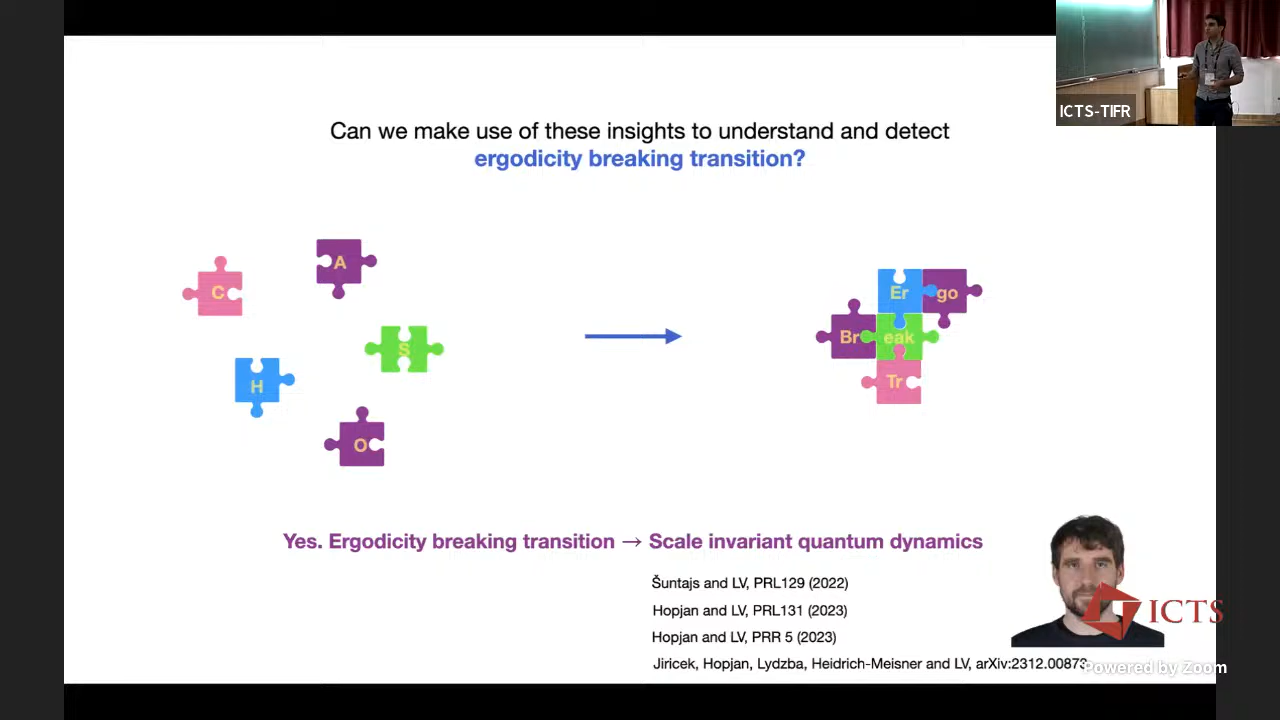 ICTS-TIFR
Can we make use of these insights to understand and detect
ergodicity breaking transition?
A
C
S
H
O
Er go
Br eak
Tr
Yes. Ergodicity breaking transition → Scale invariant quantum dynamics
Šuntajs and LV, PRL129 (2022)
Hopjan and LV, PRL131 (2023)
Hopjan and LV, PRR 5 (2023)
Jiricek, Hopjan, Lydzba, Heidrich-Meisner and LV, arXiv:2312.00873
ICTS
Powered by Zoom